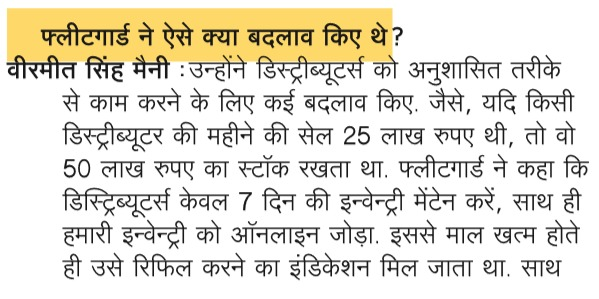 फ्लीटगार्ड ने ऐसे क्या बदलाव किए थे?
वीरमीत सिंह मैनी : उन्होंने डिस्ट्रीब्यूटर्स को अनुशासित तरीके
से काम करने के लिए कई बदलाव किए. जैसे, यदि किसी
डिस्ट्रीब्यूटर की महीने की सेल 25 लाख रुपए थी, तो वो
50 लाख रुपए का स्टॉक रखता था. फ्लीटगार्ड ने कहा कि
डिस्ट्रिब्यूटर्स केवल 7 दिन की इन्वेन्ट्री मेंटेन करें, साथ ही
हमारी इन्वेन्ट्री को ऑनलाइन जोड़ा. इससे माल खत्म होते
ही उसे रिफिल करने का इंडिकेशन मिल जाता था. साथ